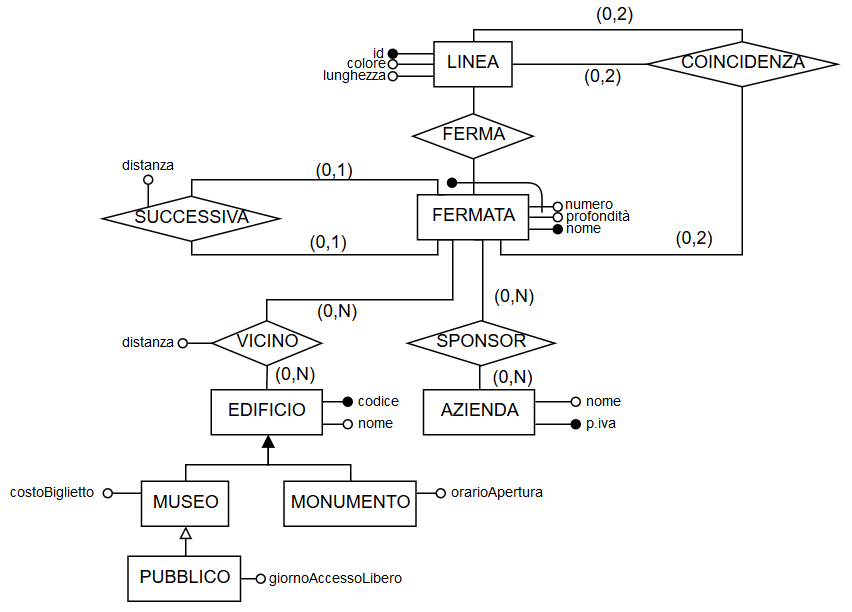 (0,2)
id
colore
lunghezza
LINEA
COINCIDENZA
(0,2)
FERMA
distanza
(0,1)
SUCCESSIVA
FERMATA
numero
profondità
nome
(0,1)
(0,2)
(0,N)
(0,N)
distanza
VICINO
SPONSOR
(0,N)
(0,N)
EDIFICIO
codice
nome
AZIENDA
nome
p.iva
costoBiglietto
MUSEO
MONUMENTO
orarioApertura
PUBBLICO
giornoAccessoLibero